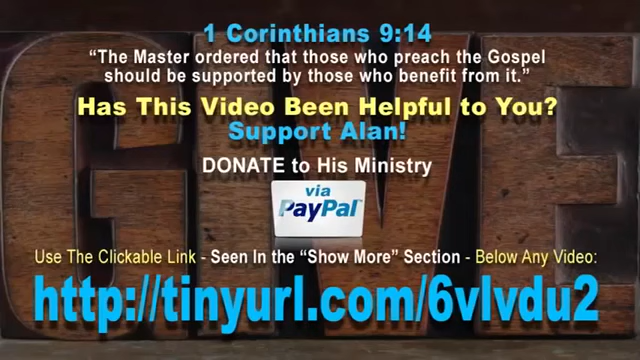 1 Corinthians 9:14
“The Master ordered that those who preach the Gospel
should be supported by those who benefit from it.”
Has This Video Been Helpful to You?
Support Alan!
DONATE to His Ministry
via
PayPal™
Use The Clickable Link - Seen In the “Show More” Section - Below Any Video:
http://tinyurl.com/6vlvdu2
GIVE